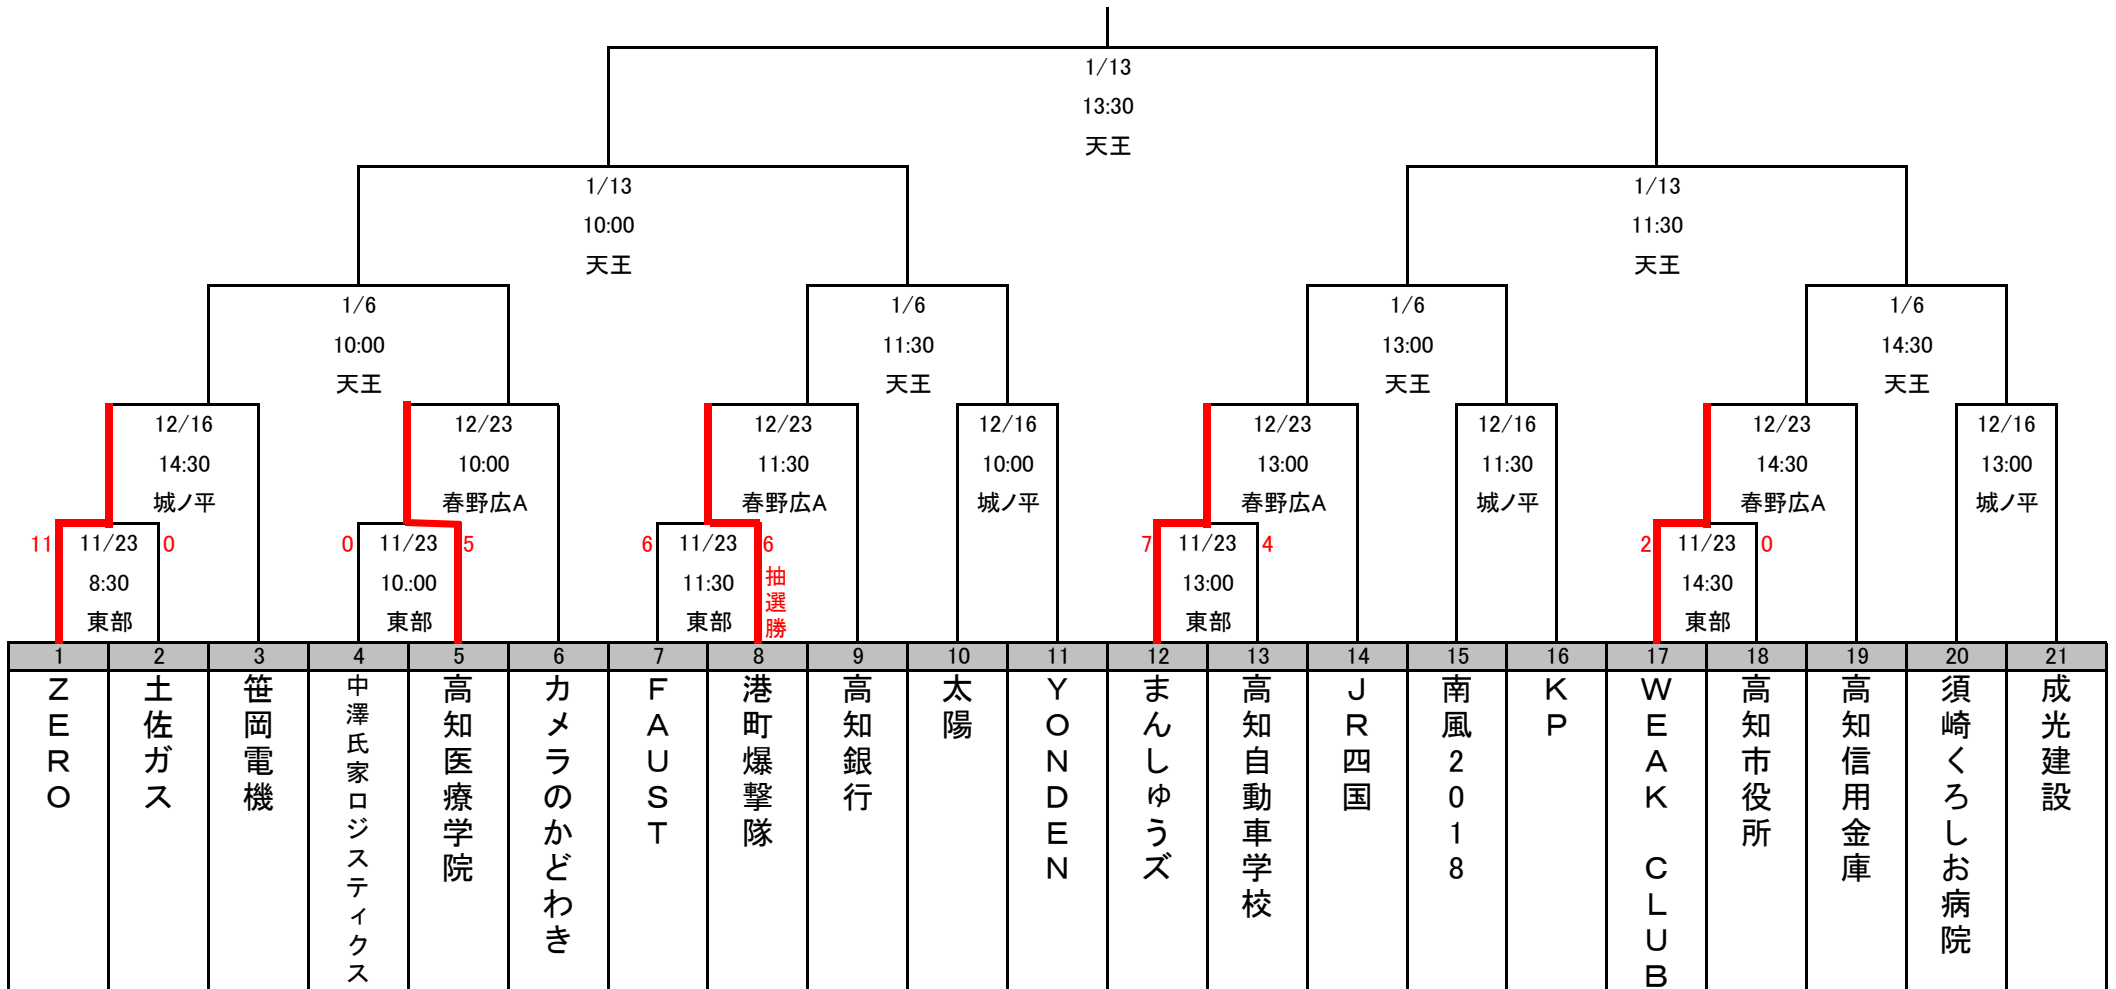 1/13
13:30
天王
1/13
10:00
天王
1/13
11:30
天王
1/6
10:00
天王
1/6
11:30
天王
1/6
13:00
天王
1/6
14:30
天王
12/16
14:30
城ノ平
12/23
10:00
春野広A
12/23
11:30
春野広A
12/16
10:00
城ノ平
12/23
13:00
春野広A
12/16
11:30
城ノ平
12/23
14:30
春野広A
12/16
13:00
城ノ平
11
11/23
0
8:30
東部
0
11/23
5
10.:00
東部
6
11/23
6
11:30
東部
抽選勝
7
11/23
4
13:00
東部
2
11/23
0
14:30
東部
1
2
3
4
5
6
7
8
9
10
11
12
13
14
15
16
17
18
19
20
21
ZERO
土佐ガス
笹岡電機
中澤氏家ロジスティクス
高知医療学院
カメラのかどわき
FAUST
港町爆撃隊
高知銀行
太陽
YONDEN
まんしゅうズ
高知自動車学校
JR四国
南風2018
KP
WEAK CLUB
高知市役所
高知信用金庫
須崎くろしお病院
成光建設